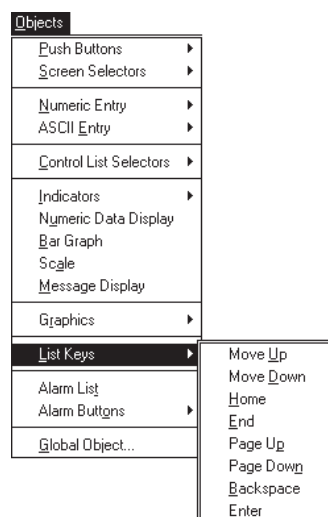 Objects
Push Buttons
Screen Selectors
Numeric Entry
ASCII Entry
Control List Selectors
Indicators
Numeric Data Display
Bar Graph
Scale
Message Display
Graphics
List Keys
Alarm List
Alarm Buttons
Global Object...
Move Up
Move Down
Home
End
Page Up
Page Down
Backspace
Enter